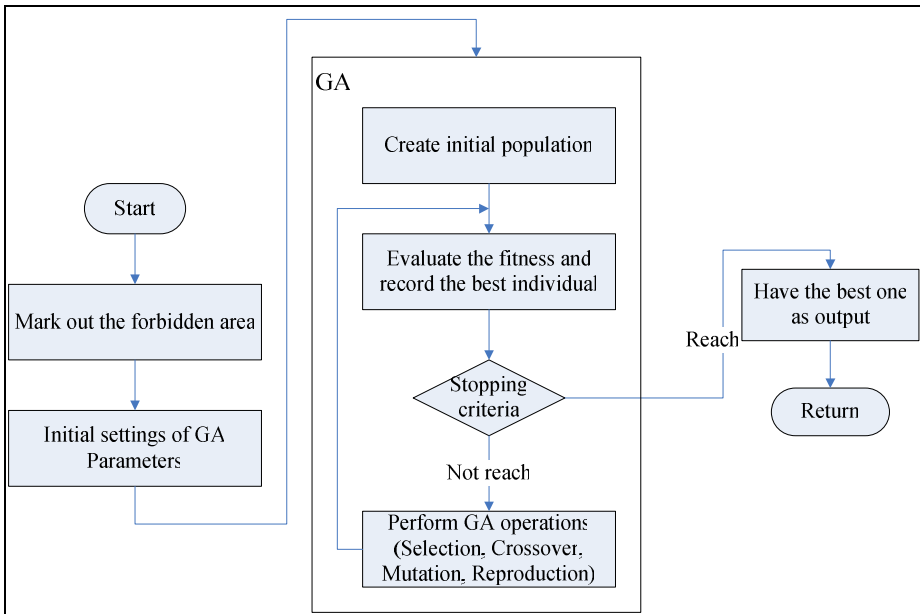 Start
Mark out the forbidden area
Initial settings of GA
Parameters
GA
Create initial population
Evaluate the fitness and
record the best individual
Stopping
criteria
Not reach
Perform GA operations
(Selection, Crossover,
Mutation, Reproduction)
Reach
Have the best one
as output
Return